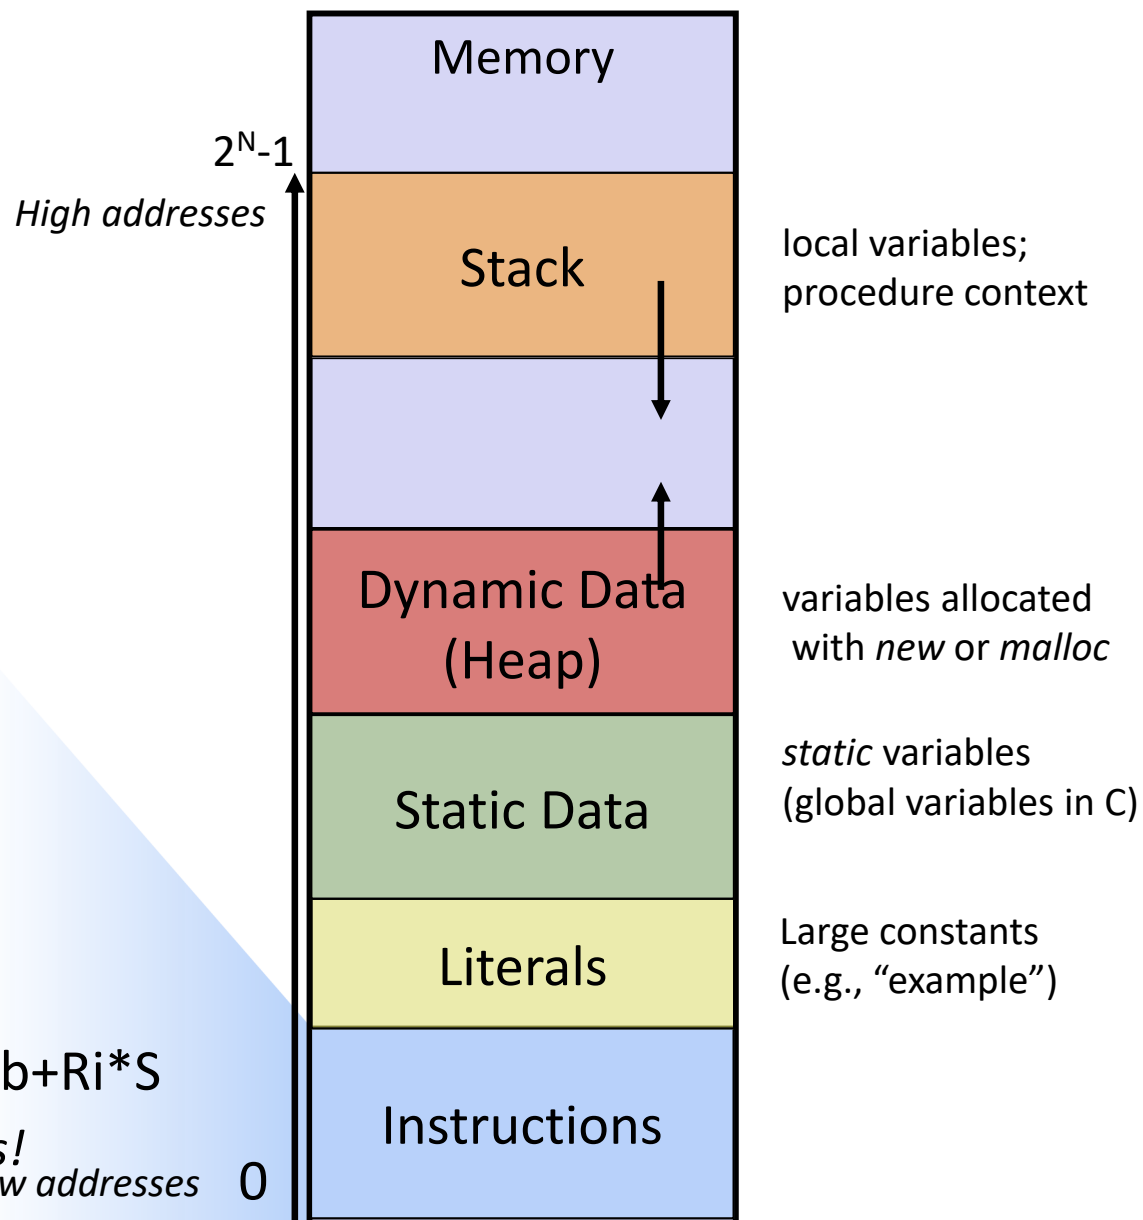 Memory
2^N-1
High addresses
Stack
local variables;
procedure context
Dynamic Data
(Heap)
variables allocated
with new or malloc
static variables
(global variables in C)
Static Data
Large constants
(e.g., “example”)
Literals
b+Ri*S
Instructions
s!
w addresses
0